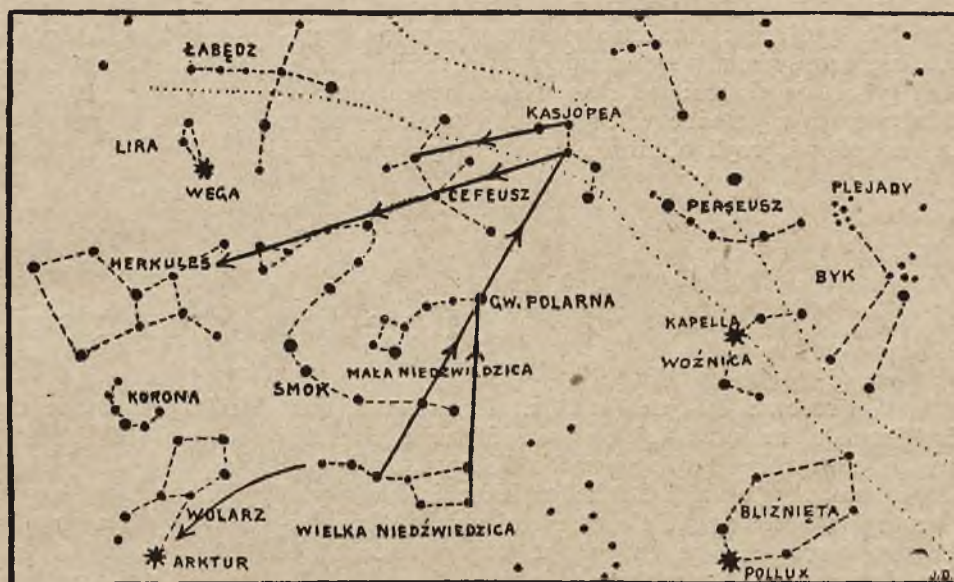 ŁABĘDŹ
KASJOPEA
LIRA
WEGA
CEFEUSZ
PERSEUSZ
PLEJADY
HERKULES
BYK
GW. POLARNA
KAPELLA
WOŹNICA
MAŁA NIEDŹWIEDZICA
SMOK
KORONA
WOLARZ
WIELKA NIEDŹWIEDZICA
BLIŹNIĘTA
ARKTUR
POLLUX
J.D.